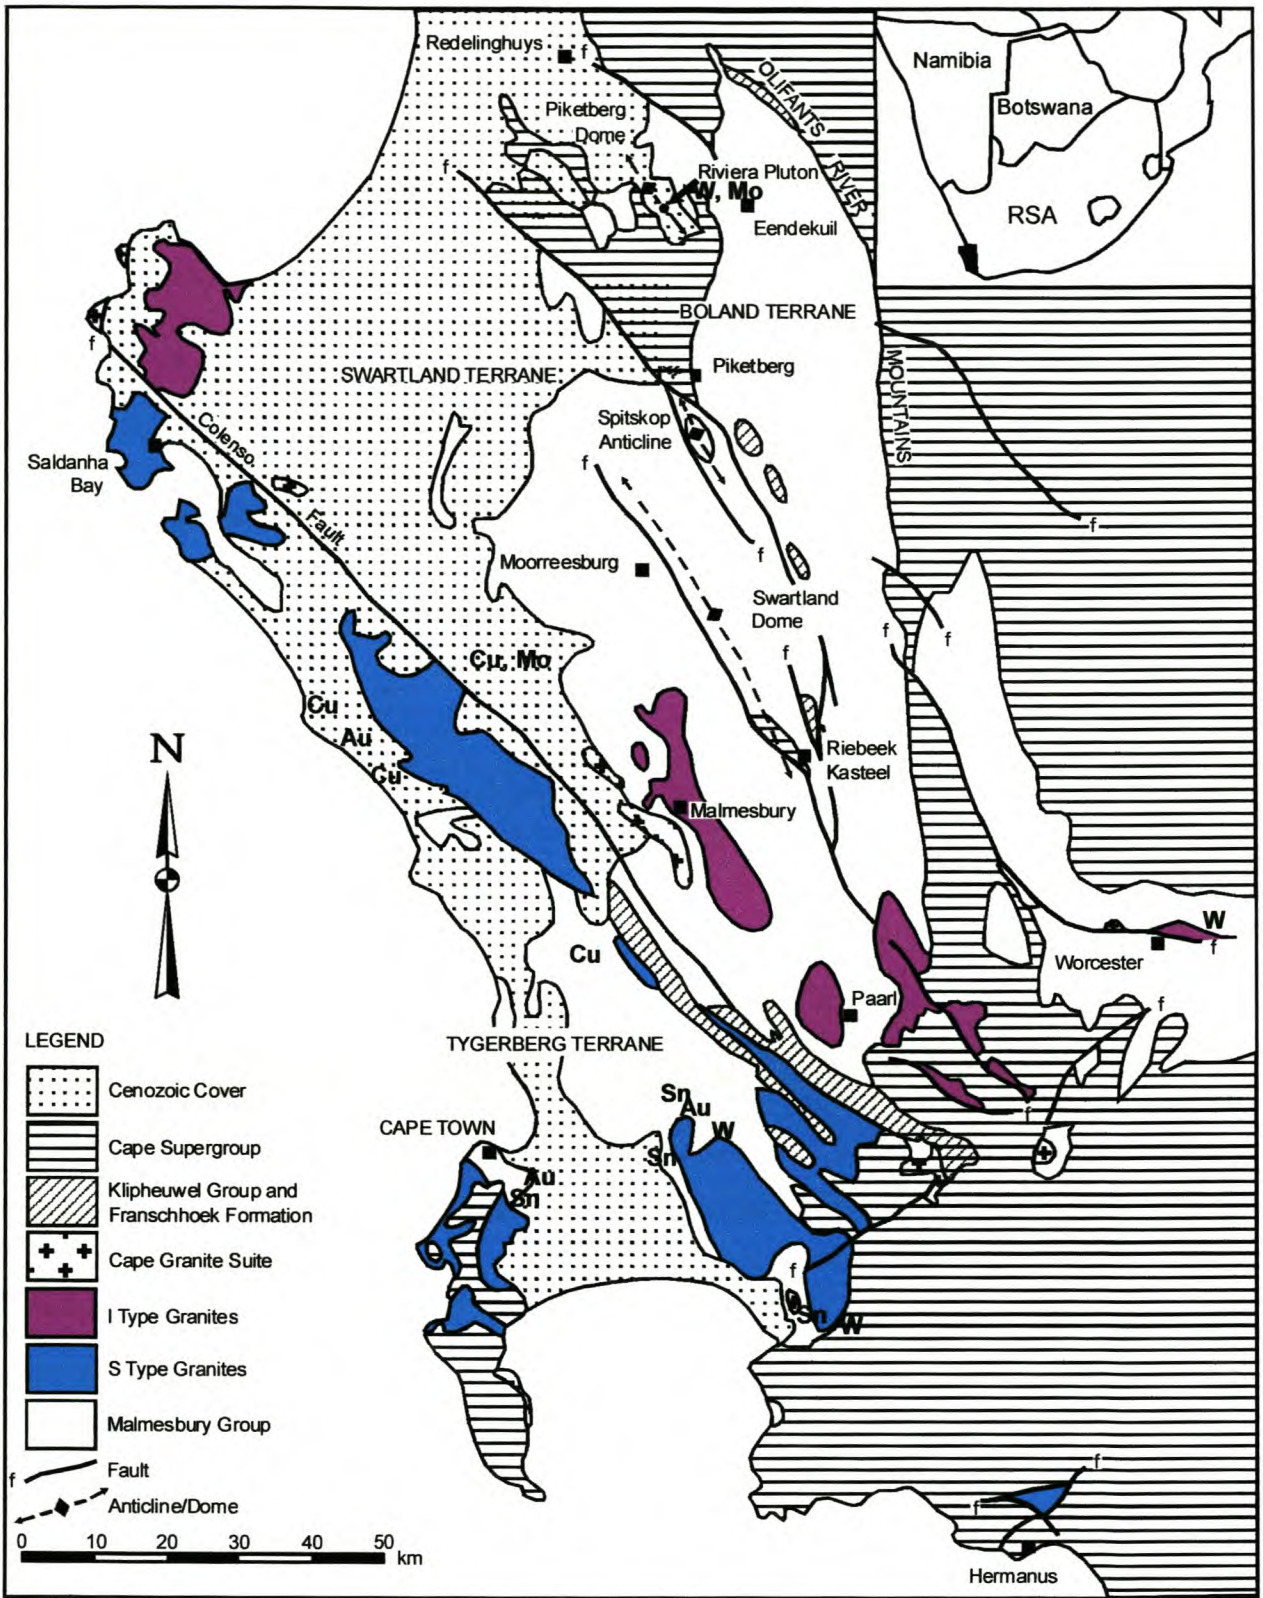 Redelinghuys
f
Piketberg
Dome
OLIFANTS
RIVER
Namibia
Botswana
RSA
f
Riviera Pluton
W, Mo
Eendekuil
BOLAND TERRANE
f
SWARTLAND TERRANE
Piketberg
MOUNTAINS
Colenso
Fault
Spitskop
Anticline
f
Saldanha
Bay
f
f
Moorreesburg
Swartland
Dome
f
f
f
Cu, Mo
Cu
Au
Cu
N
Riebeek
Kasteel
Malmesbury
W
f
Cu
Worcester
Paarl
f
LEGEND
TYGERBERG TERRANE
Cenozoic Cover
Sn
Au
W
f
CAPE TOWN
Sn
Cape Supergroup
Au
Sn
Klipheuwel Group and
Franschhoek Formation
Cape Granite Suite
f
I Type Granites
Sn
W
S Type Granites
Malmesbury Group
f
Fault
f
f
Anticline/Dome
0 10 20 30 40 50
km
Hermanus